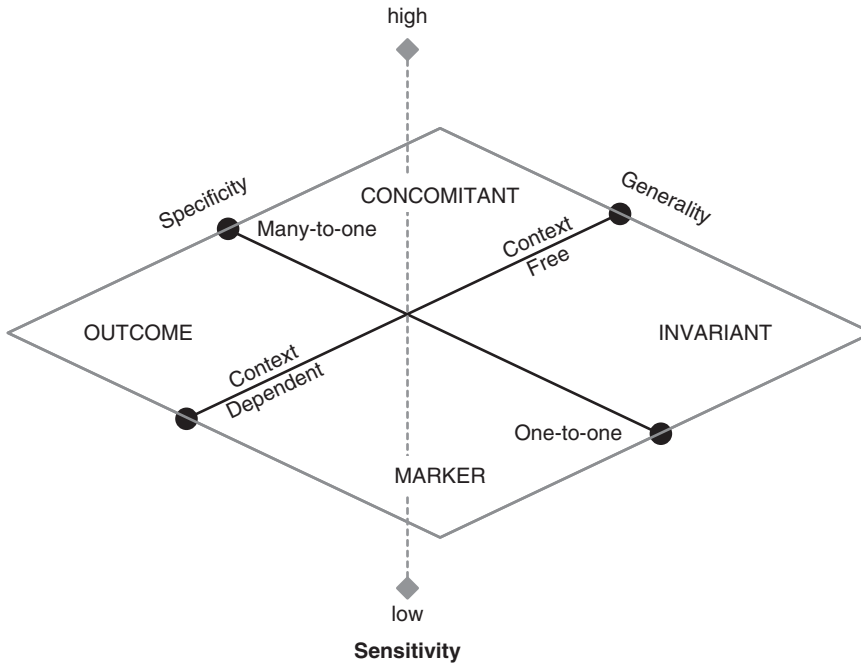 high
Specificity
Generality
CONCOMITANT
Many-to-one
Context
Free
OUTCOME
INVARIANT
Context
Dependent
One-to-one
MARKER
low
Sensitivity